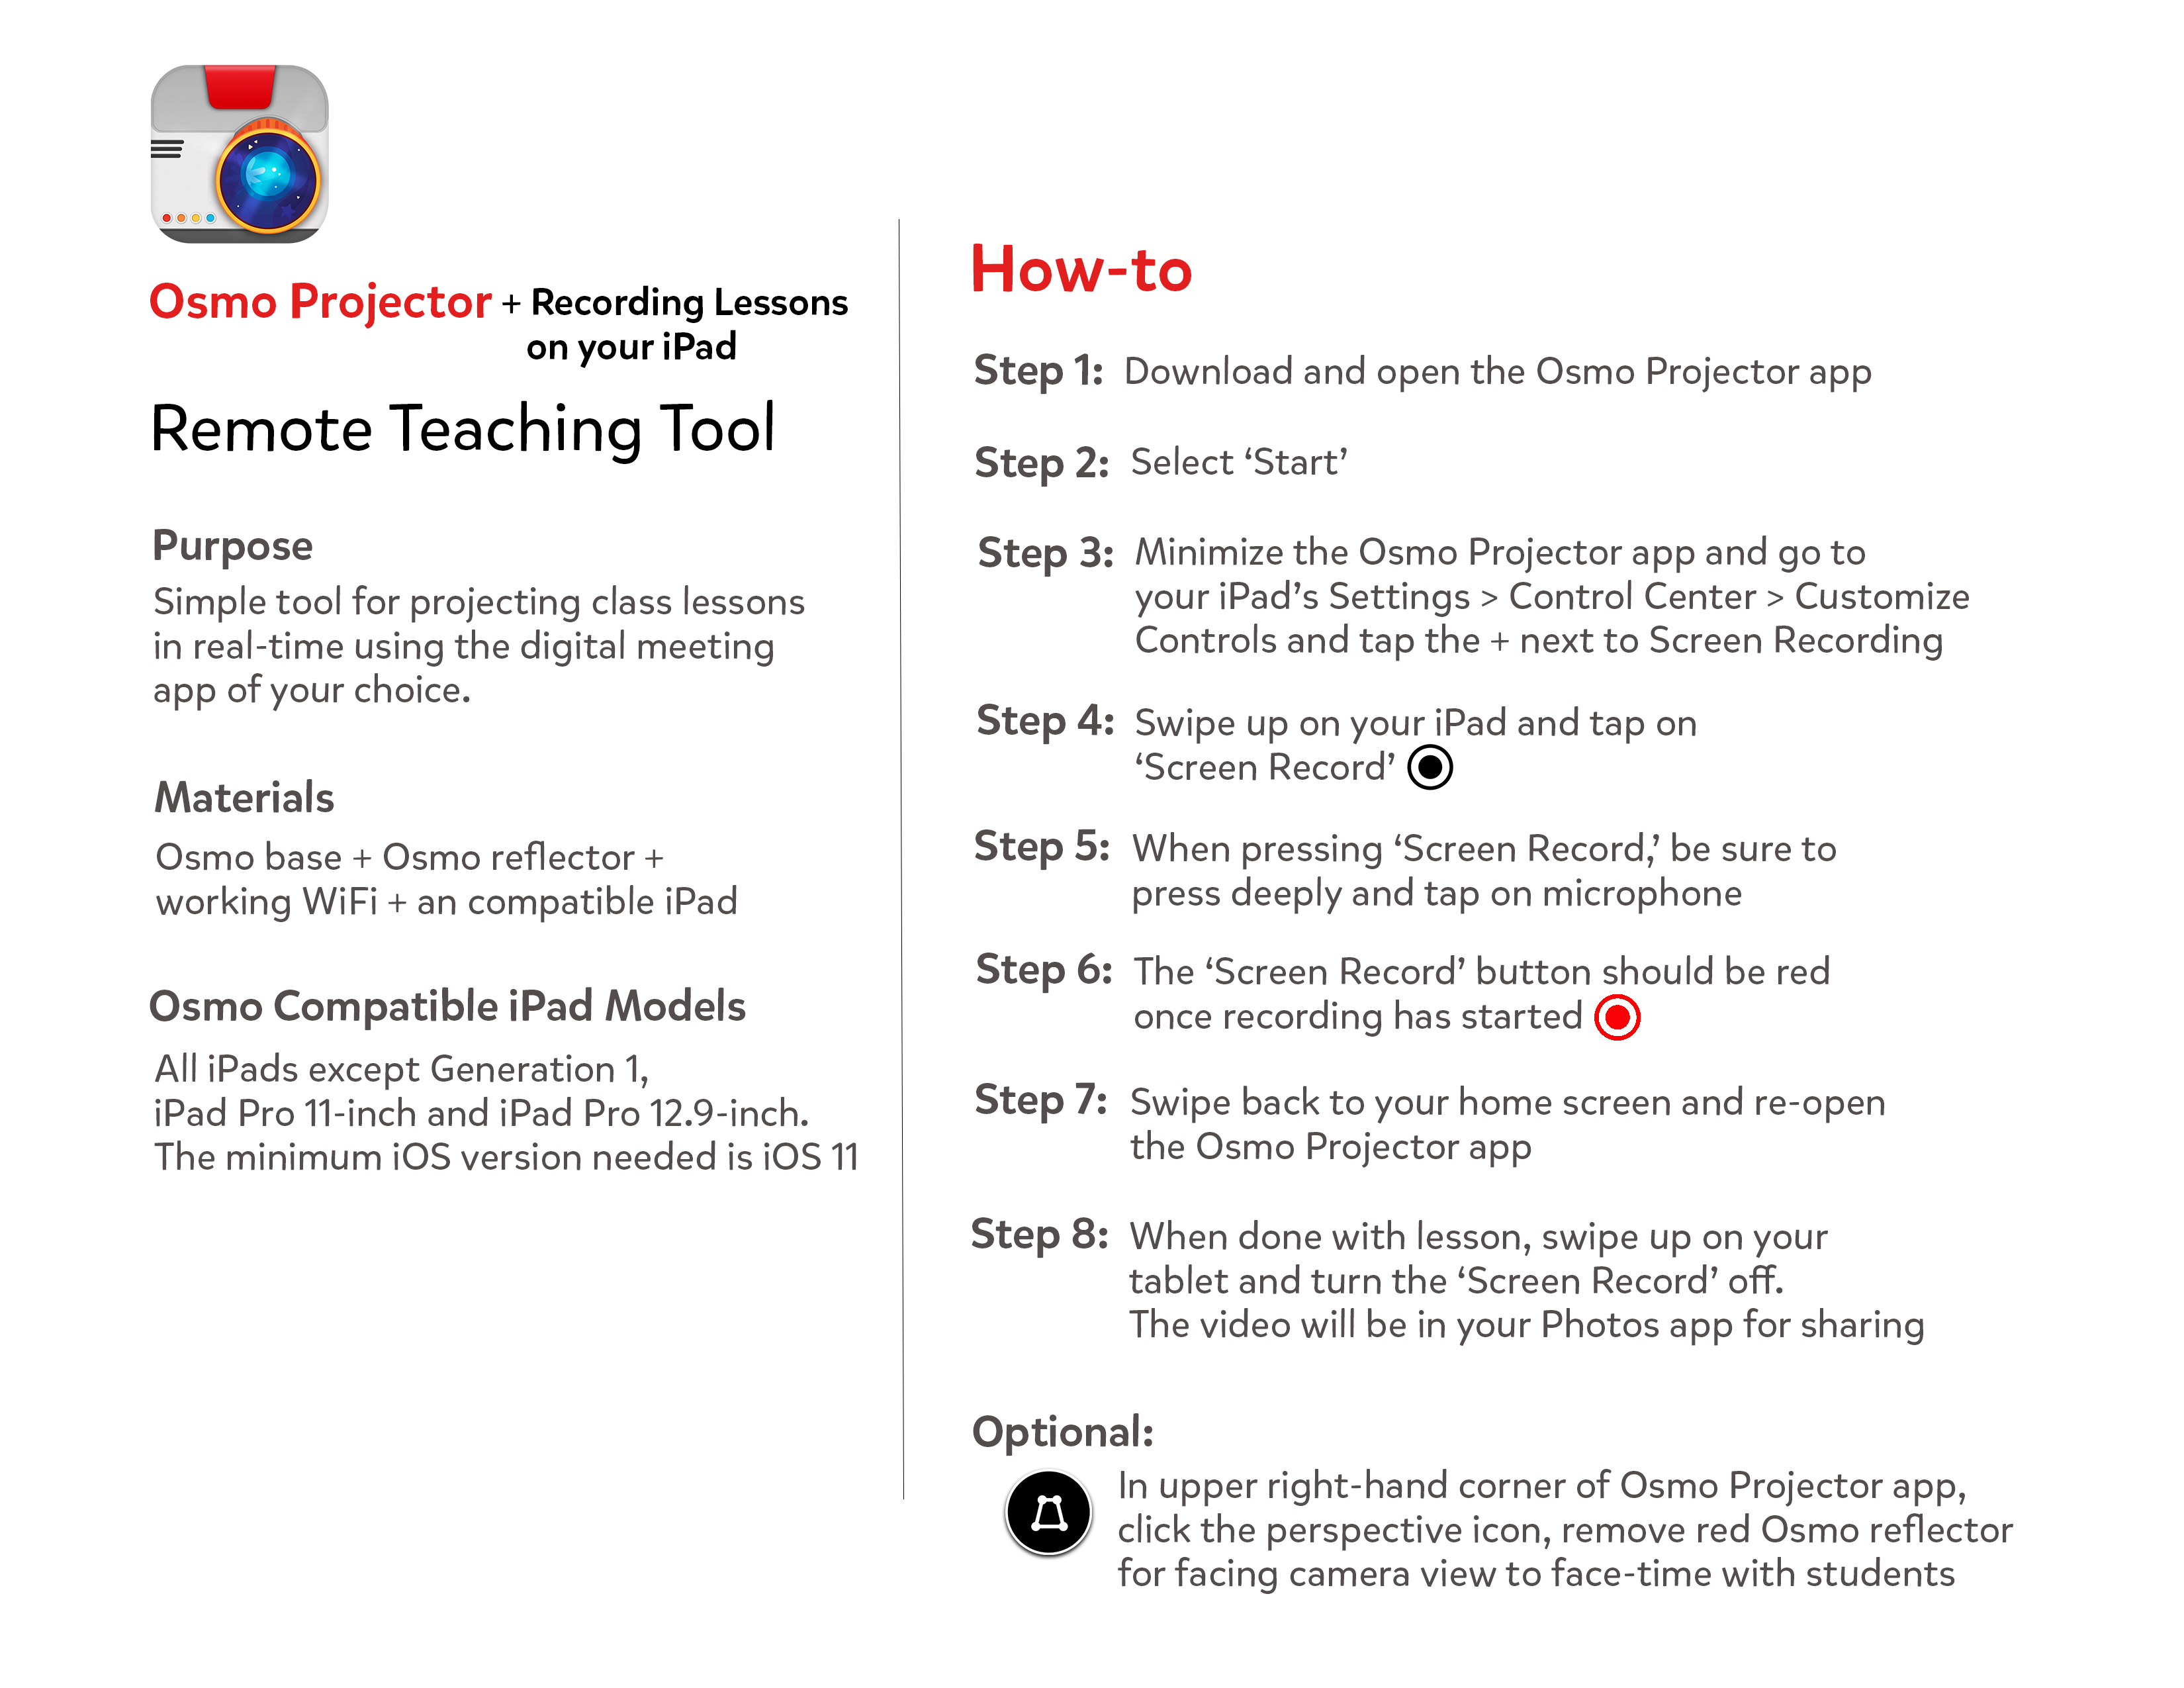 Osmo Projector + Recording Lessons
on your iPad
Remote Teaching Tool
Purpose
Simple tool for projecting class lessons
in real-time using the digital meeting
app of your choice.
Materials
Osmo base + Osmo reflector +
working WiFi + an compatible iPad
Osmo Compatible iPad Models
All iPads except Generation 1,
iPad Pro 11-inch and iPad Pro 12.9-inch.
The minimum iOS version needed is iOS 11
How-to
Step 1: Download and open the Osmo Projector app
Step 2: Select ‘Start’
Step 3: Minimize the Osmo Projector app and go to
your iPad’s Settings > Control Center > Customize
Controls and tap the + next to Screen Recording
Step 4: Swipe up on your iPad and tap on
‘Screen Record’
Step 5: When pressing ‘Screen Record,’ be sure to
press deeply and tap on microphone
Step 6: The ‘Screen Record’ button should be red
once recording has started
Step 7: Swipe back to your home screen and re-open
the Osmo Projector app
Step 8: When done with lesson, swipe up on your
tablet and turn the ‘Screen Record’ off.
The video will be in your Photos app for sharing
Optional:
In upper right-hand corner of Osmo Projector app,
click the perspective icon, remove red Osmo reflector
for facing camera view to face-time with students